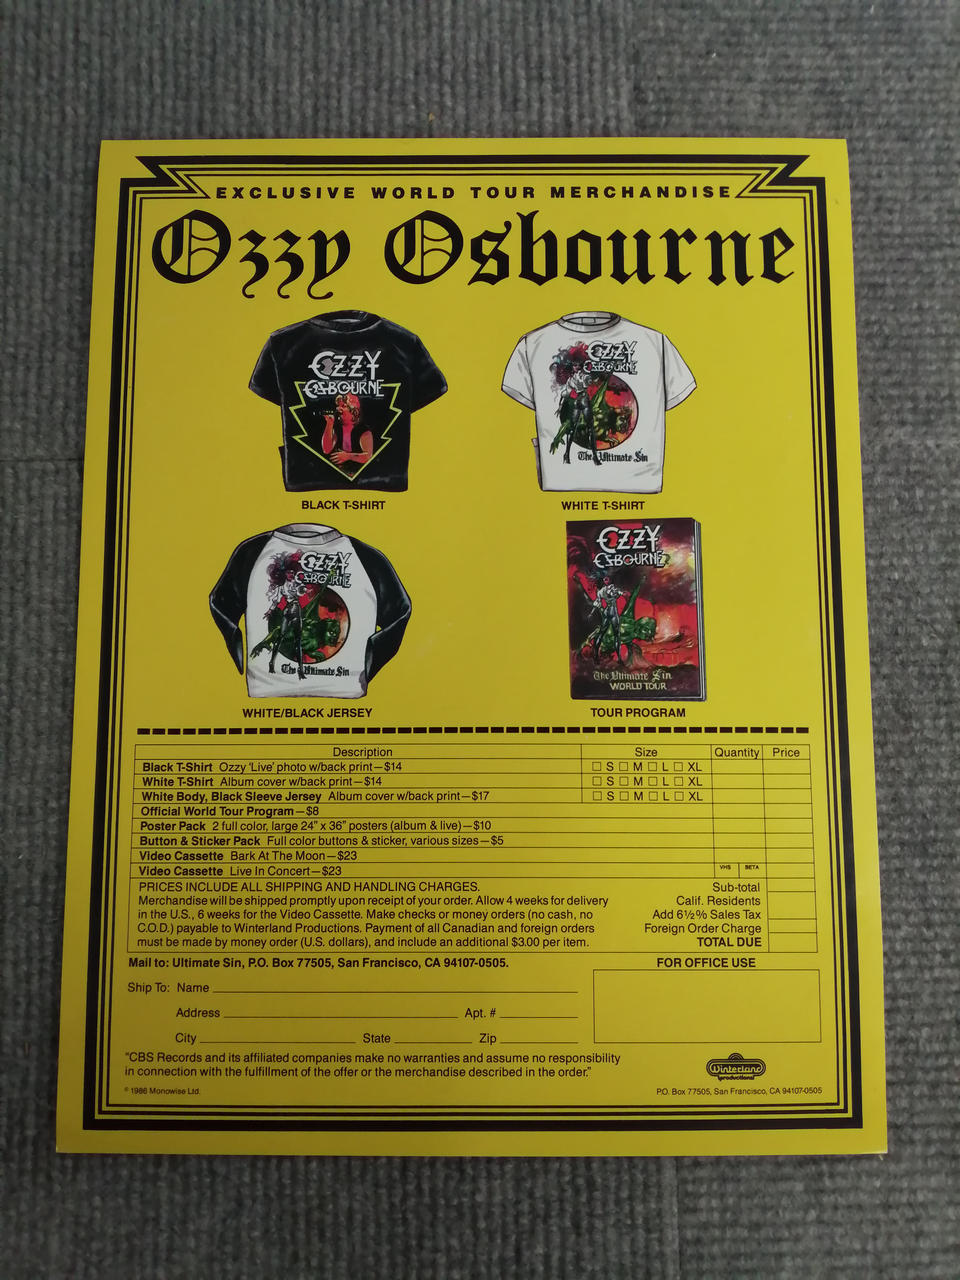 EXCLUSIVE WORLD TOUR MERCHANDISE
Ozzy Osbourne
OZZY
OSBOURNE
OZZY
OSBOURNE
The Ultimate Sin
BLACK T-SHIRT
WHITE T-SHIRT
OZZY
OSBOURNE
The Ultimate Sin
OZZY
OSBOURNE
The Ultimate Sin
WORLD TOUR
WHITE/BLACK JERSEY
TOUR PROGRAM
Description Size Quantity Price
Black T-Shirt Ozzy 'Live' photo w/back print—$14 ☐ S ☐ M ☐ L ☐ XL
White T-Shirt Album cover w/back print—$14 ☐ S ☐ M ☐ L ☐ XL
White Body, Black Sleeve Jersey Album cover w/back print—$17 ☐ S ☐ M ☐ L ☐ XL
Official World Tour Program—$8
Poster Pack 2 full color, large 24" x 36" posters (album & live)—$10
Button & Sticker Pack Full color buttons & sticker, various sizes—$5
Video Cassette Bark At The Moon—$23
Video Cassette Live In Concert—$23 VHS BETA
PRICES INCLUDE ALL SHIPPING AND HANDLING CHARGES.
Merchandise will be shipped promptly upon receipt of your order. Allow 4 weeks for delivery
in the U.S., 6 weeks for the Video Cassette. Make checks or money orders (no cash, no
C.O.D.) payable to Winterland Productions. Payment of all Canadian and foreign orders
must be made by money order (U.S. dollars), and include an additional $3.00 per item.
Sub-total
Calif. Residents
Add 6½% Sales Tax
Foreign Order Charge
TOTAL DUE
Mail to: Ultimate Sin, P.O. Box 77505, San Francisco, CA 94107-0505.
FOR OFFICE USE
Ship To: Name
Address Apt. #
City State Zip
"CBS Records and its affiliated companies make no warranties and assume no responsibility
in connection with the fulfillment of the offer or the merchandise described in the order."
Winterland
productions
© 1986 Monowise Ltd.
P.O. Box 77505, San Francisco, CA 94107-0505